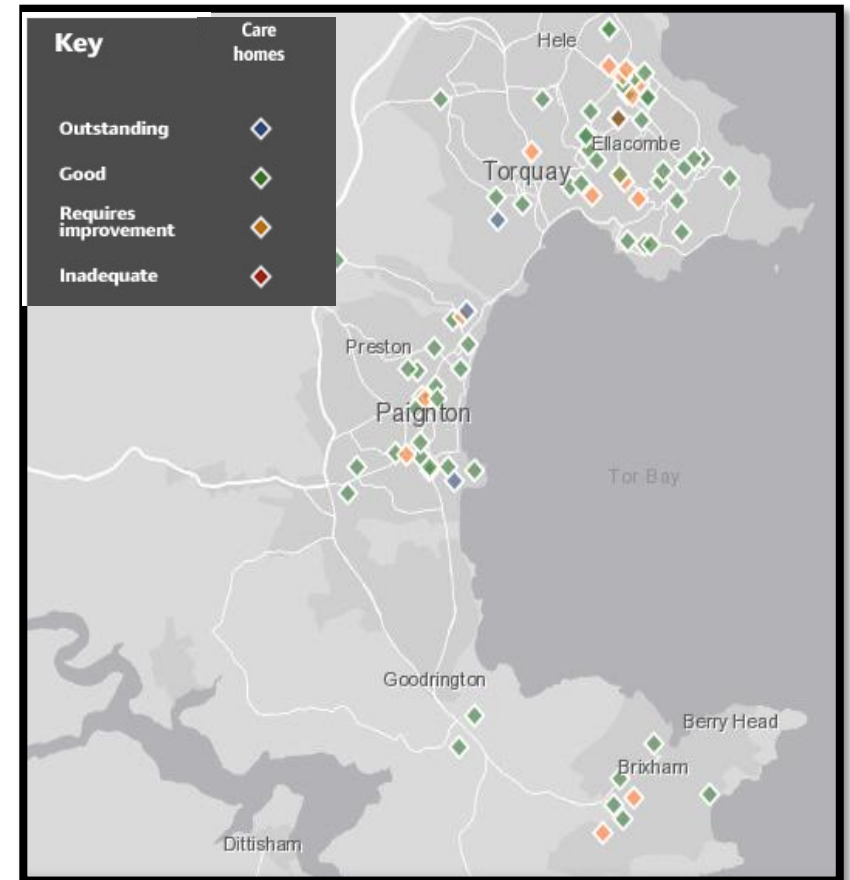 Key
Care
homes
Outstanding
Good
Requires
improvement
Inadequate
Hele
Ellacombe
Torquay
Preston
Paignton
Tor Bay
Goodrington
Berry Head
Brixham
Dittisham